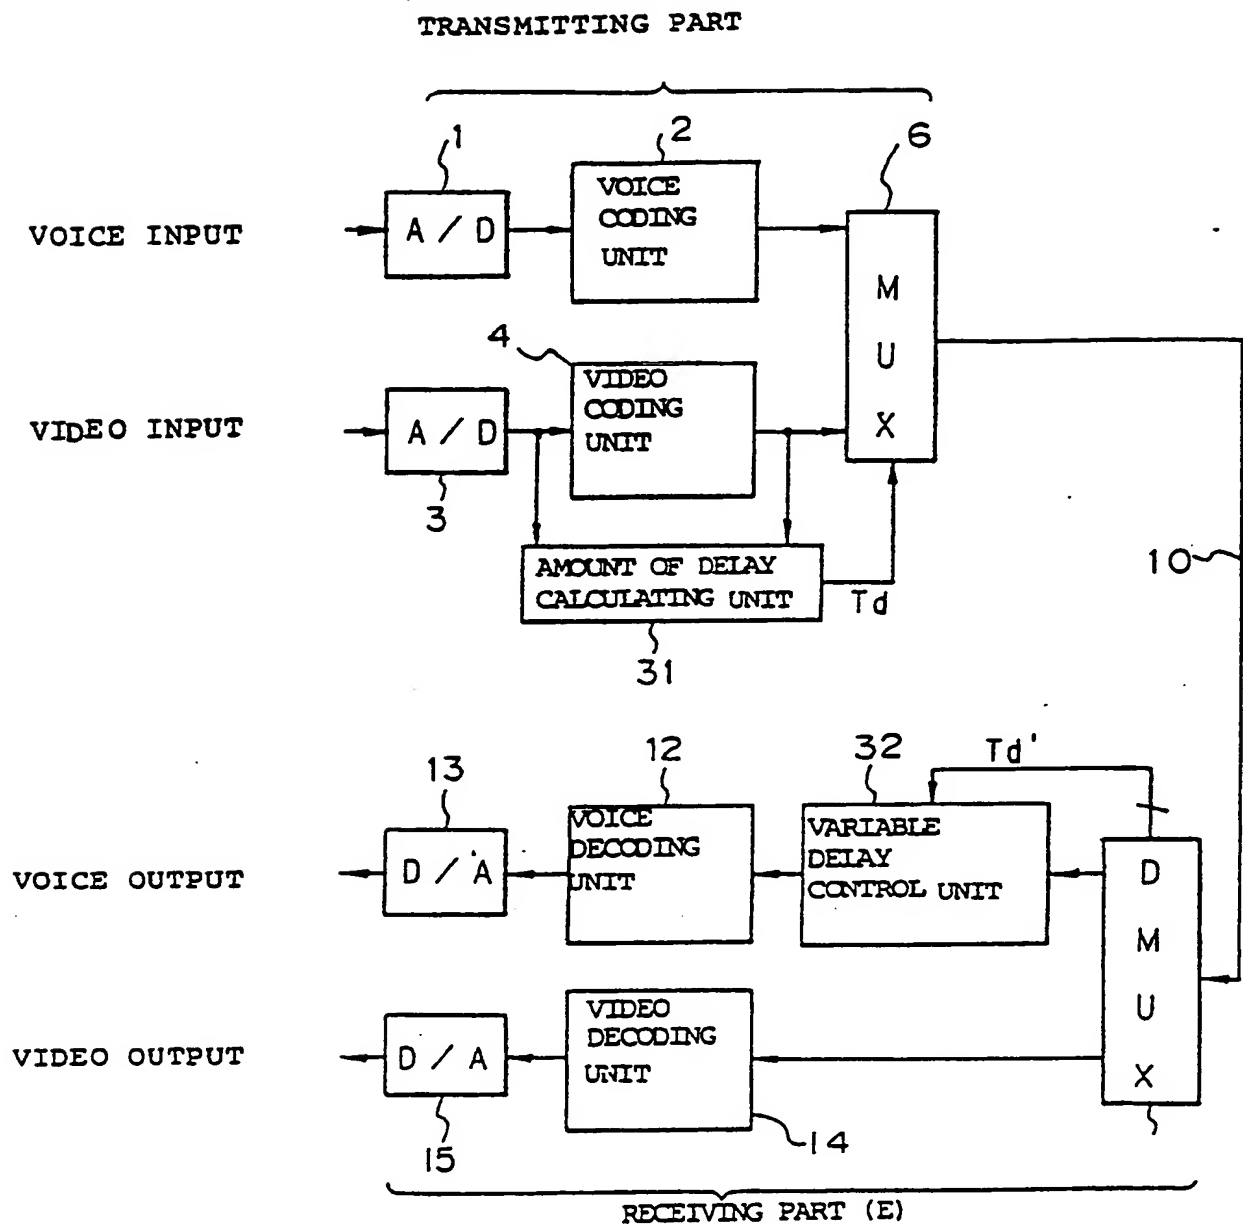 TRANSMITTING PART
1
2
6
VOICE INPUT
A / D
VOICE
CODING
UNIT
M
U
X
4
VIDEO INPUT
A / D
VIDEO
CODING
UNIT
3
AMOUNT OF DELAY
CALCULATING UNIT
Td
10
31
13
12
32
Td'
VOICE OUTPUT
D / A
VOICE
DECODING
UNIT
VARIABLE
DELAY
CONTROL UNIT
D
M
U
X
VIDEO OUTPUT
D / A
VIDEO
DECODING
UNIT
15
14
RECEIVING PART (E)